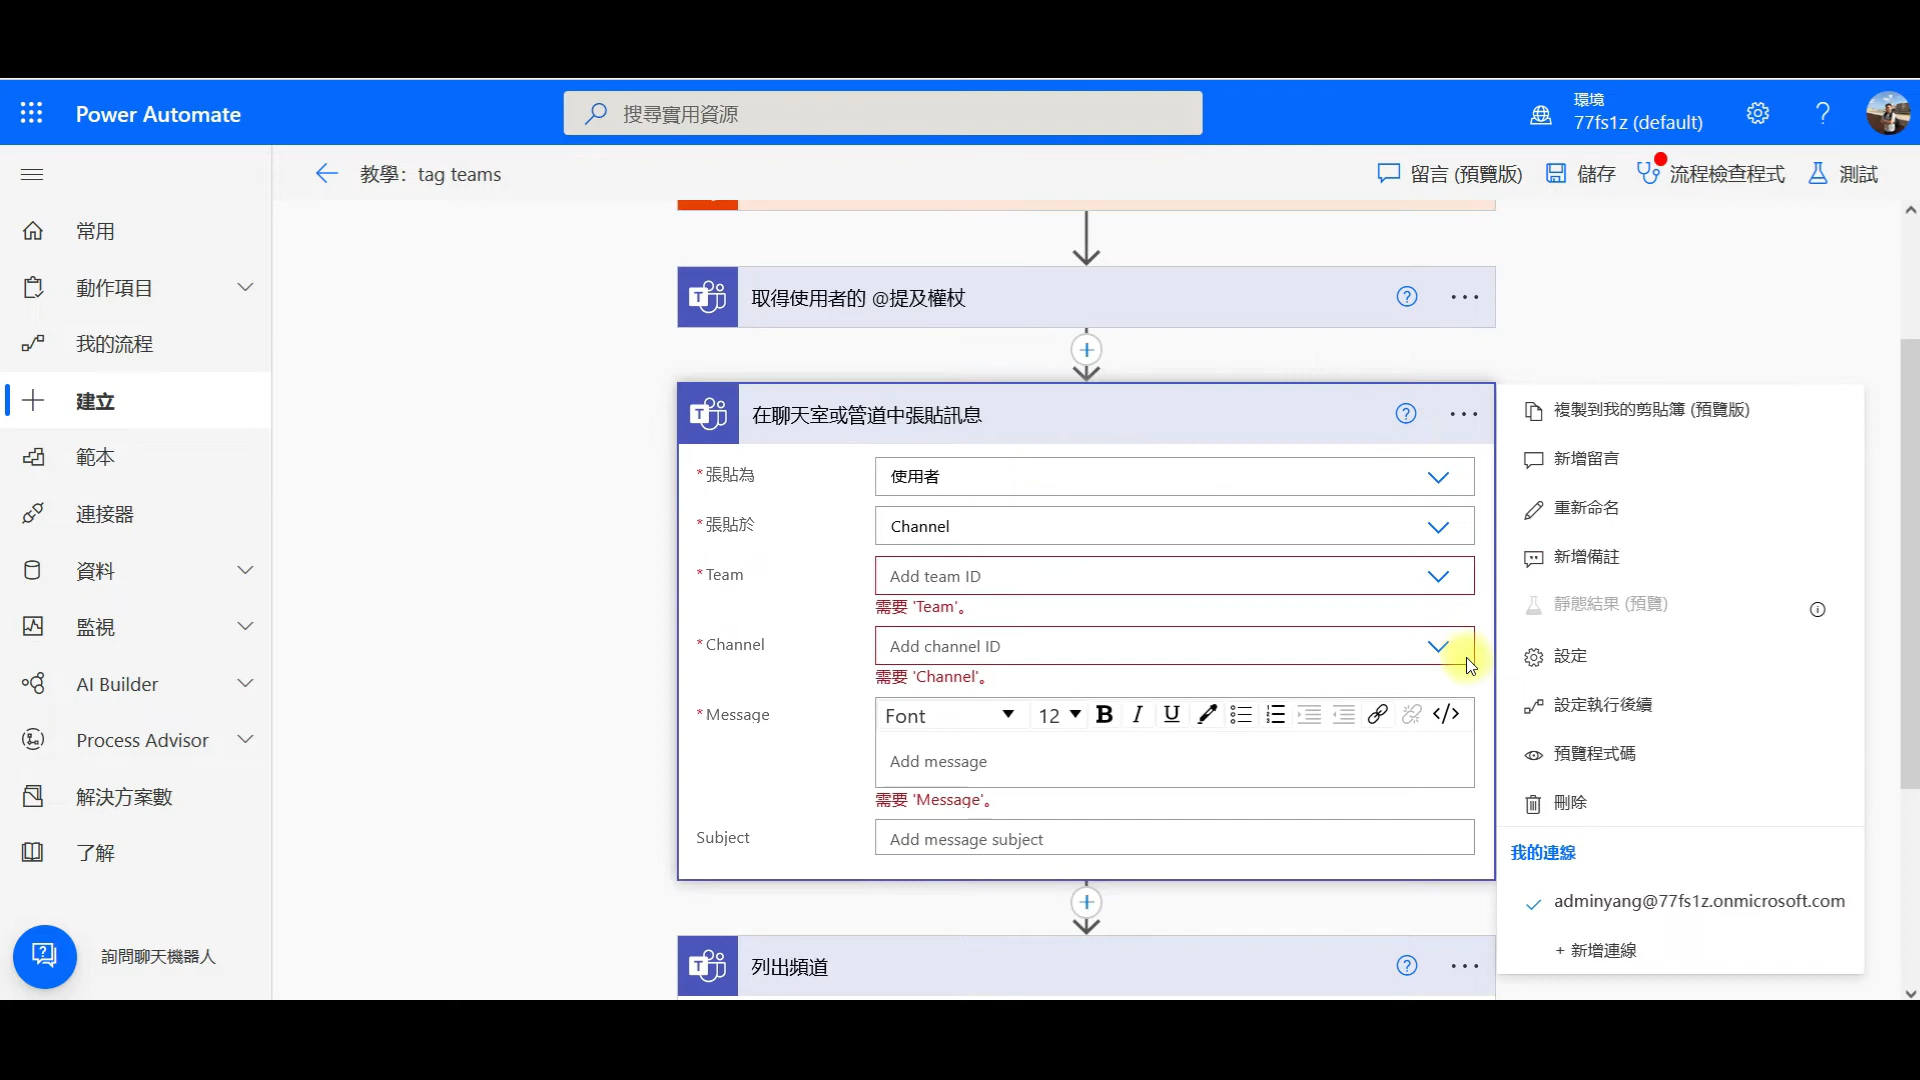 Power Automate
搜尋實用資源
環境
77fs1z (default)
教學：tag teams
留言 (預覽版)
儲存
流程檢查程式
測試
常用
動作項目
我的流程
建立
範本
連接器
資料
監視
AI Builder
Process Advisor
解決方案數
了解
詢問聊天機器人
取得使用者的 @提及權杖
在聊天室或管道中張貼訊息
*張貼為
使用者
*張貼於
Channel
*Team
Add team ID
需要 'Team'。
*Channel
Add channel ID
需要 'Channel'。
*Message
Font
12
B I U
Add message
需要 'Message'。
Subject
Add message subject
列出頻道
複製到我的剪貼簿 (預覽版)
新增留言
重新命名
新增備註
靜態結果 (預覽)
設定
設定執行後續
預覽程式碼
刪除
我的連線
adminyang@77fs1z.onmicrosoft.com
+ 新增連線